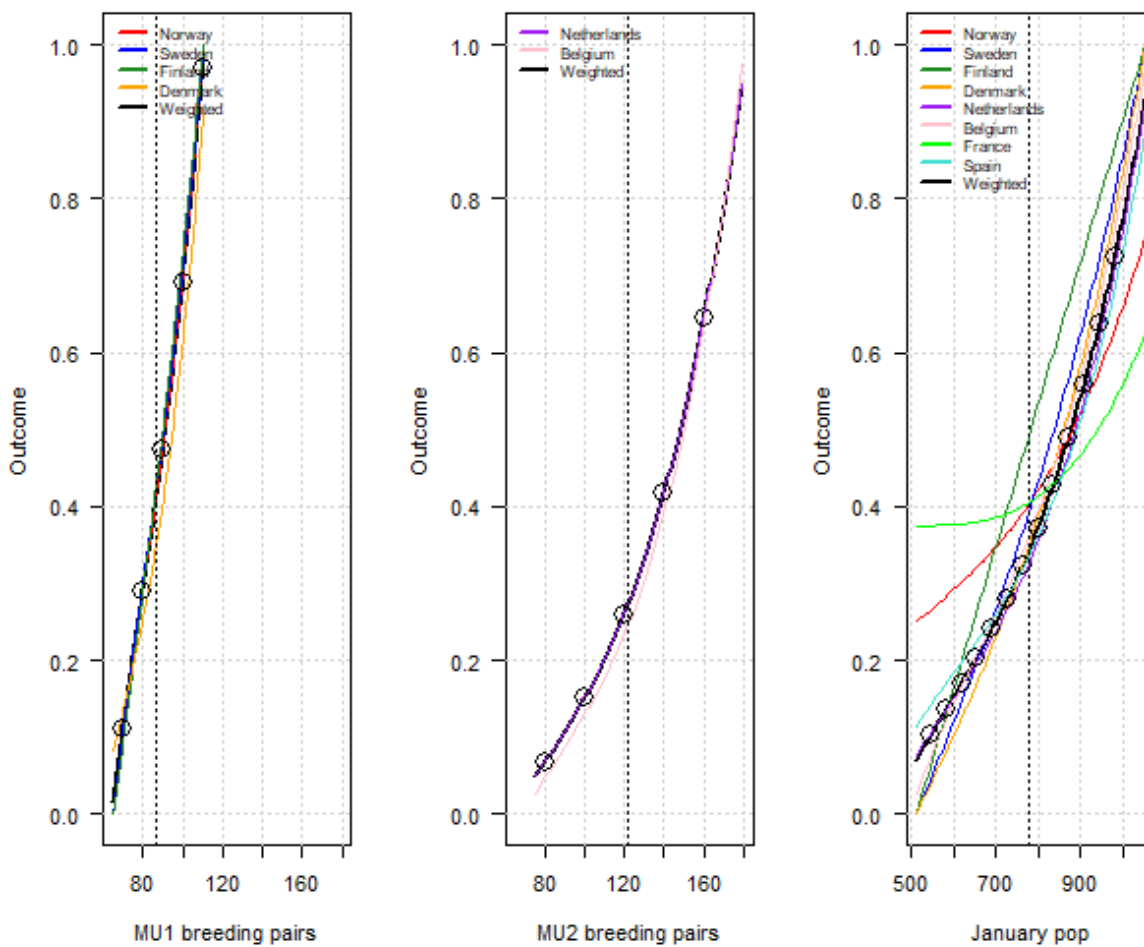 Norway
Sweden
Finland
Denmark
Weighted
1.0
0.8
0.6
0.4
0.2
0.0
Outcome
80
120
160
MU1 breeding pairs
Netherlands
Belgium
Weighted
1.0
0.8
0.6
0.4
0.2
0.0
Outcome
80
120
160
MU2 breeding pairs
Norway
Sweden
Finland
Denmark
Netherlands
Belgium
France
Spain
Weighted
1.0
0.8
0.6
0.4
0.2
0.0
Outcome
500
700
900
January pop